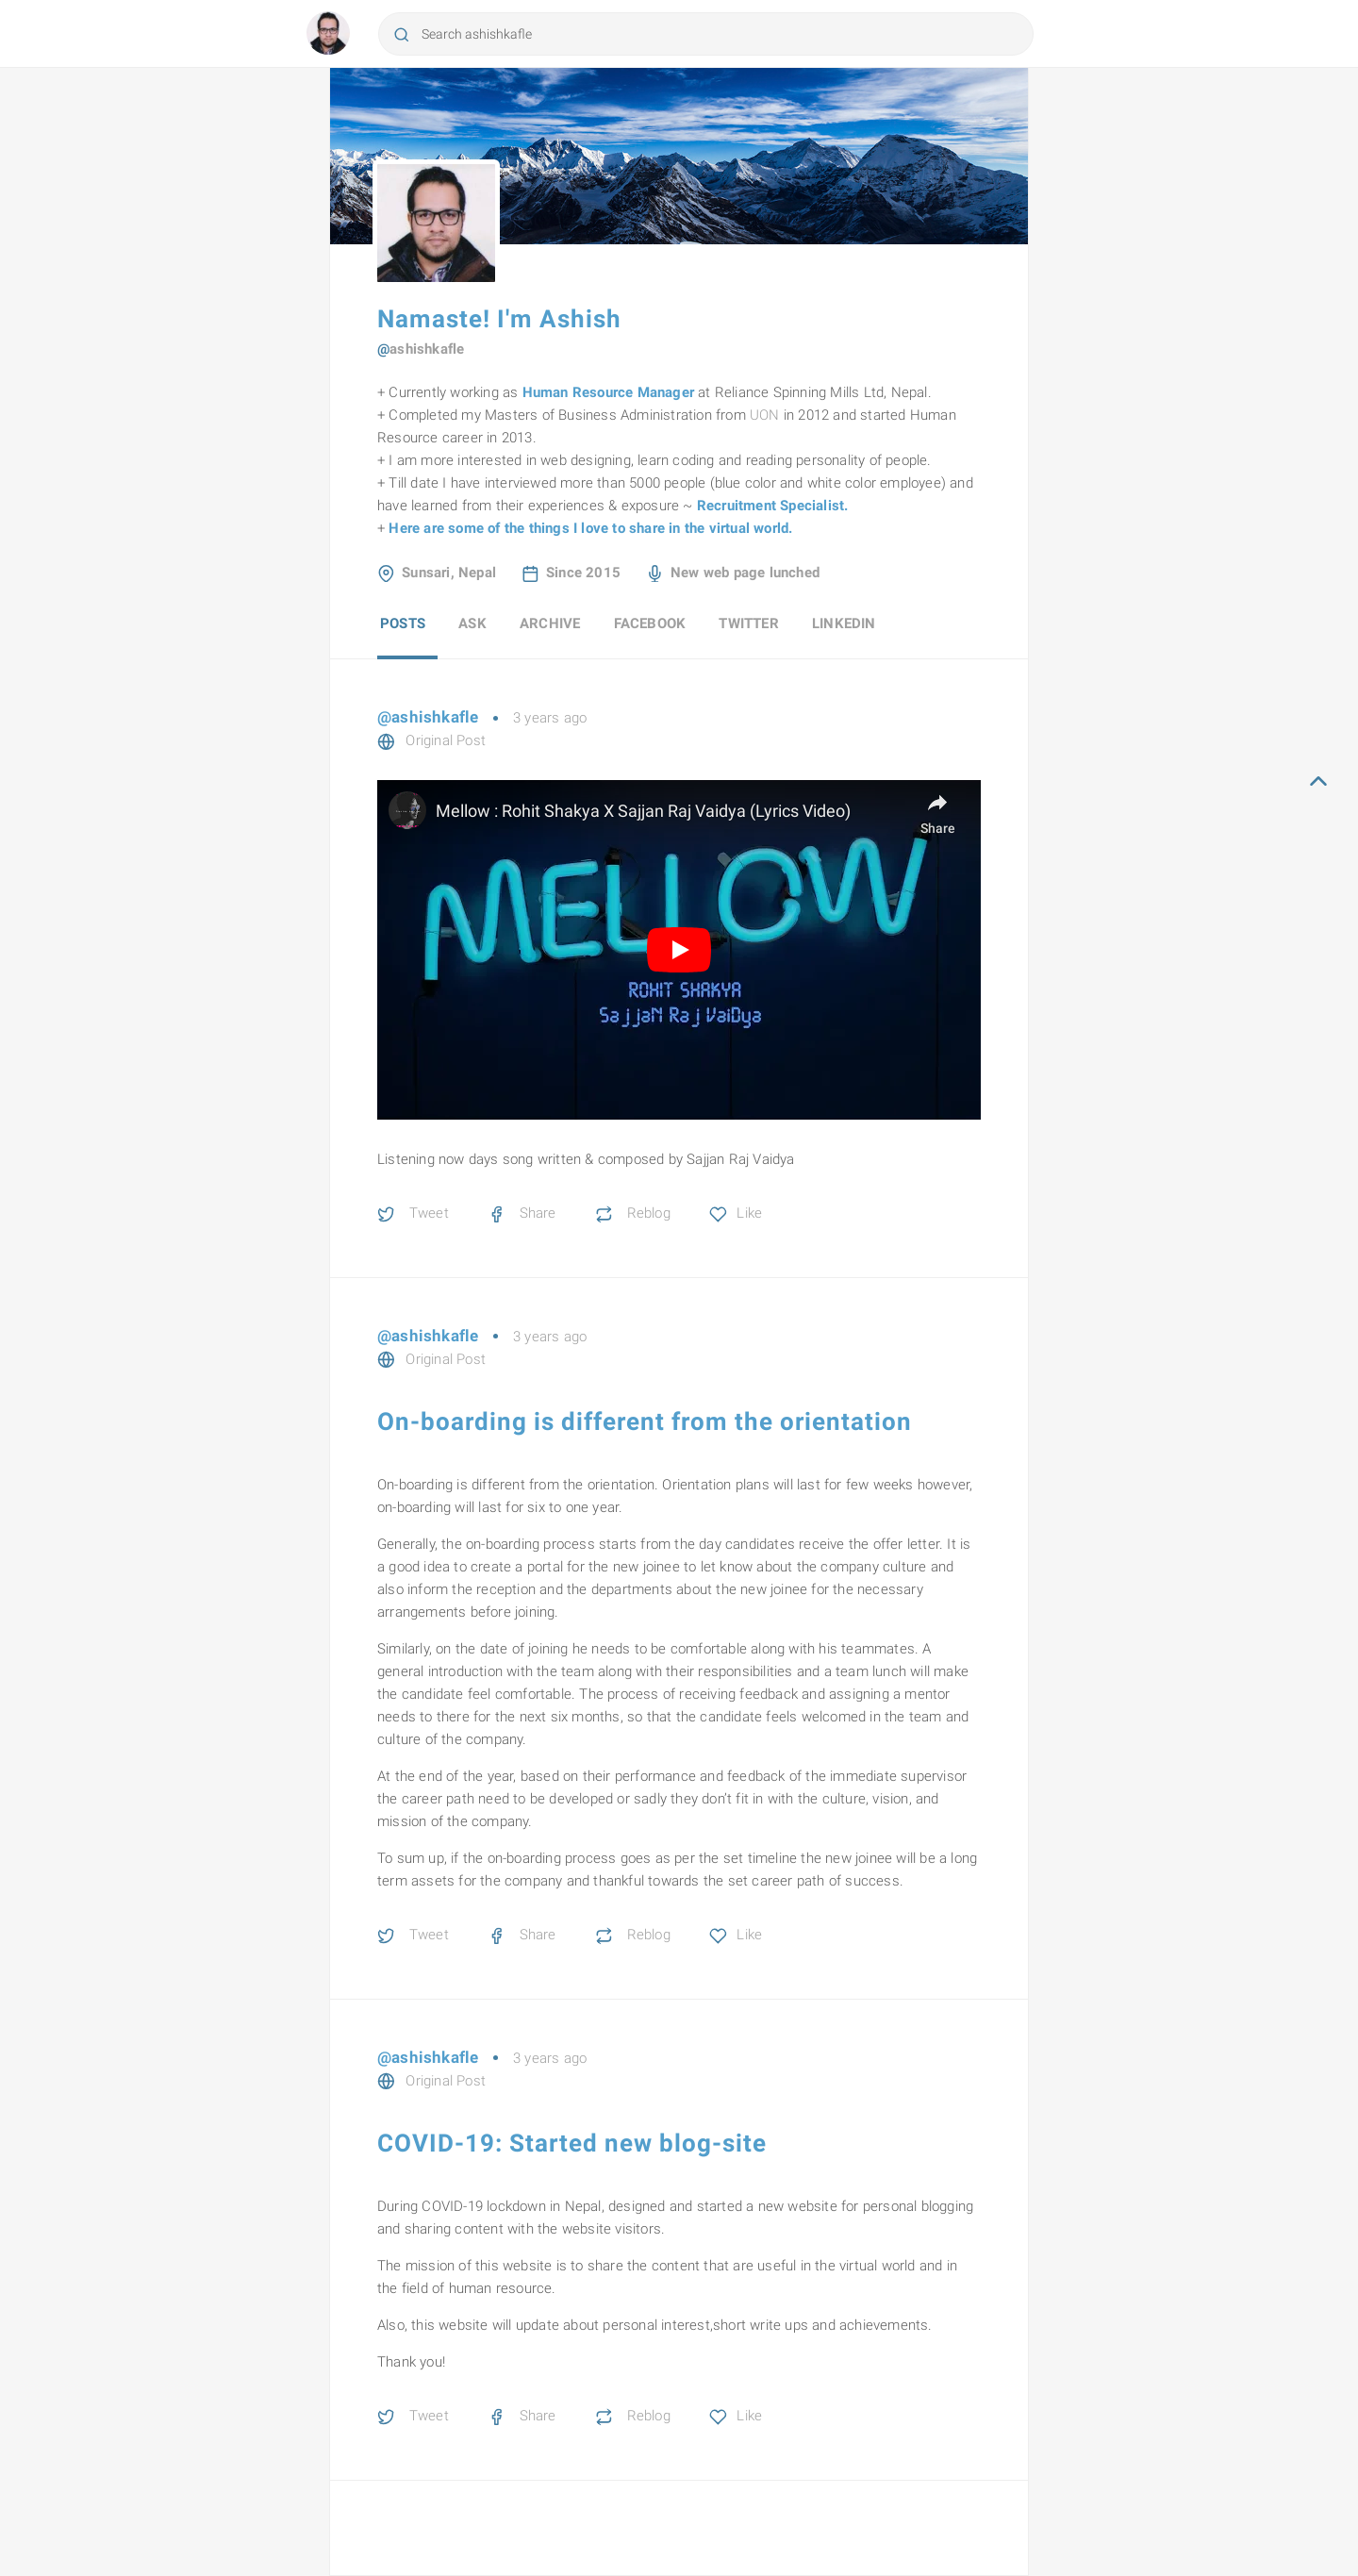 Search ashishkafle
Namaste! I'm Ashish
@ashishkafle
+ Currently working as Human Resource Manager at Reliance Spinning Mills Ltd, Nepal.
+ Completed my Masters of Business Administration from UON in 2012 and started Human
Resource career in 2013.
+ I am more interested in web designing, learn coding and reading personality of people.
+ Till date I have interviewed more than 5000 people (blue color and white color employee) and
have learned from their experiences & exposure ~ Recruitment Specialist.
+ Here are some of the things I love to share in the virtual world.
Sunsari, Nepal Since 2015 New web page lunched
POSTS ASK ARCHIVE FACEBOOK TWITTER LINKEDIN
@ashishkafle • 3 years ago
Original Post
Mellow : Rohit Shakya X Sajjan Raj Vaidya (Lyrics Video)
Share
MELLOW
ROHIT SHAKYA
SajjaN Raj VaiDya
Listening now days song written & composed by Sajjan Raj Vaidya
Tweet Share Reblog Like
@ashishkafle • 3 years ago
Original Post
On-boarding is different from the orientation
On-boarding is different from the orientation. Orientation plans will last for few weeks however,
on-boarding will last for six to one year.
Generally, the on-boarding process starts from the day candidates receive the offer letter. It is
a good idea to create a portal for the new joinee to let know about the company culture and
also inform the reception and the departments about the new joinee for the necessary
arrangements before joining.
Similarly, on the date of joining he needs to be comfortable along with his teammates. A
general introduction with the team along with their responsibilities and a team lunch will make
the candidate feel comfortable. The process of receiving feedback and assigning a mentor
needs to there for the next six months, so that the candidate feels welcomed in the team and
culture of the company.
At the end of the year, based on their performance and feedback of the immediate supervisor
the career path need to be developed or sadly they don't fit in with the culture, vision, and
mission of the company.
To sum up, if the on-boarding process goes as per the set timeline the new joinee will be a long
term assets for the company and thankful towards the set career path of success.
Tweet Share Reblog Like
@ashishkafle • 3 years ago
Original Post
COVID-19: Started new blog-site
During COVID-19 lockdown in Nepal, designed and started a new website for personal blogging
and sharing content with the website visitors.
The mission of this website is to share the content that are useful in the virtual world and in
the field of human resource.
Also, this website will update about personal interest,short write ups and achievements.
Thank you!
Tweet Share Reblog Like